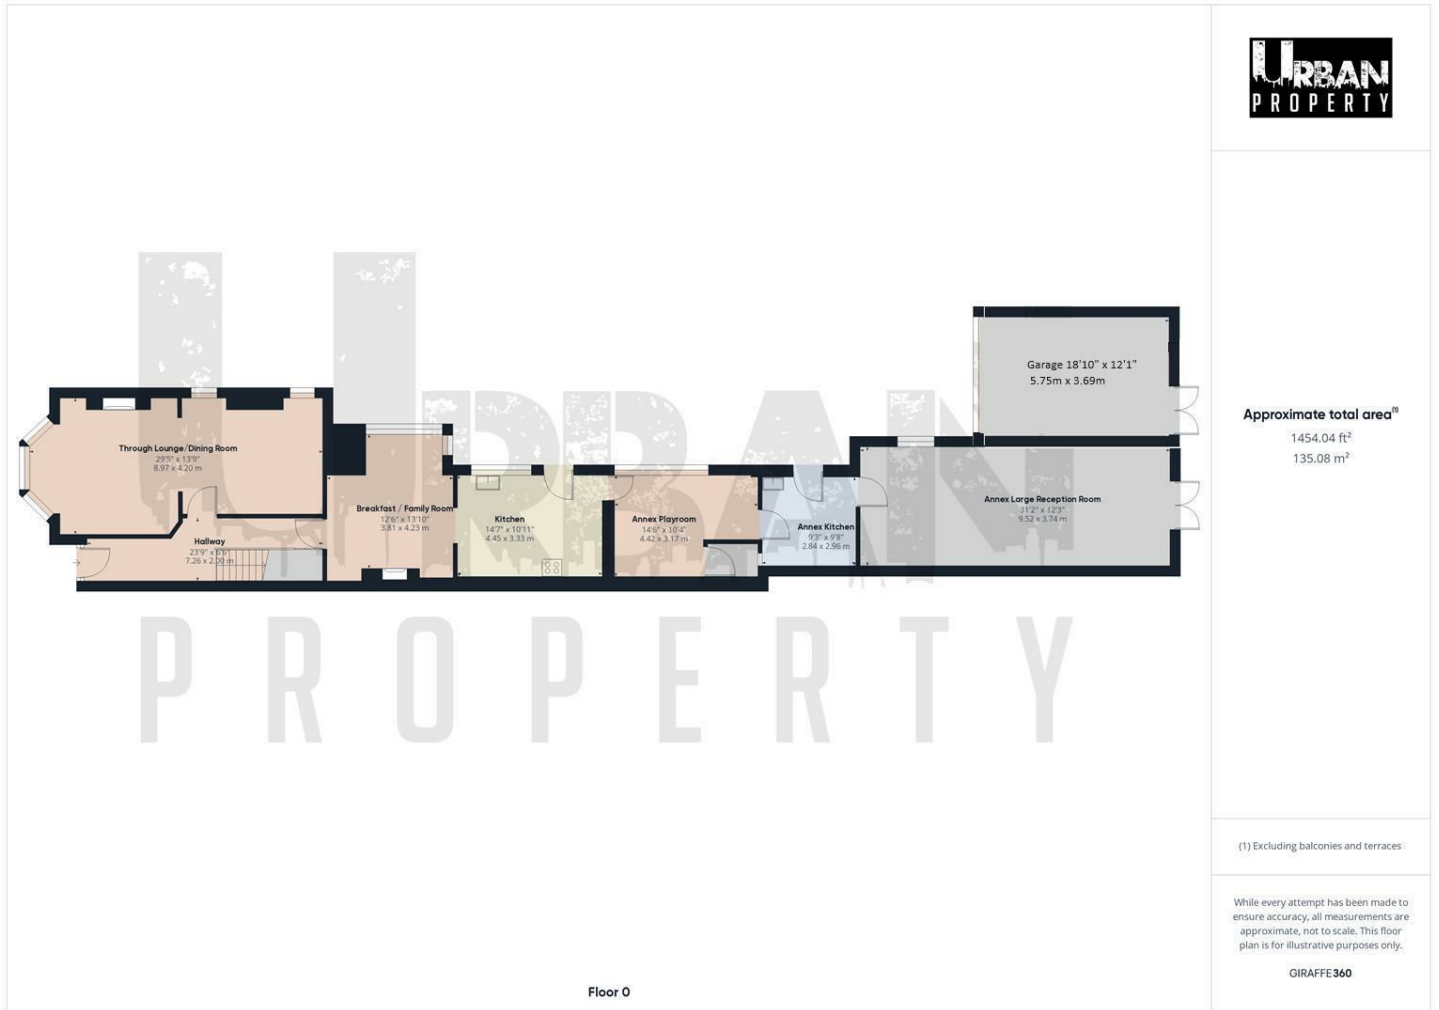 URBAN
PROPERTY
Garage 18'10" x 12'1"
5.75m x 3.69m
Through Lounge/Dining Room
29'5" x 13'9"
8.97 x 4.20 m
Breakfast / Family Room
12'6" x 13'10"
3.81 x 4.23 m
Kitchen
14'7" x 10'11"
4.45 x 3.33 m
Annex Playroom
14'6" x 10'4"
4.42 x 3.17 m
Annex Kitchen
9'3" x 9'8"
2.84 x 2.96 m
Annex Large Reception Room
31'2" x 12'3"
9.52 x 3.74 m
Hallway
23'9" x 6'6"
7.26 x 2.00 m
URBAN
PROPERTY
Floor 0
Approximate total area(1)
1454.04 ft²
135.08 m²
(1) Excluding balconies and terraces
While every attempt has been made to
ensure accuracy, all measurements are
approximate, not to scale. This floor
plan is for illustrative purposes only.
GIRAFFE360